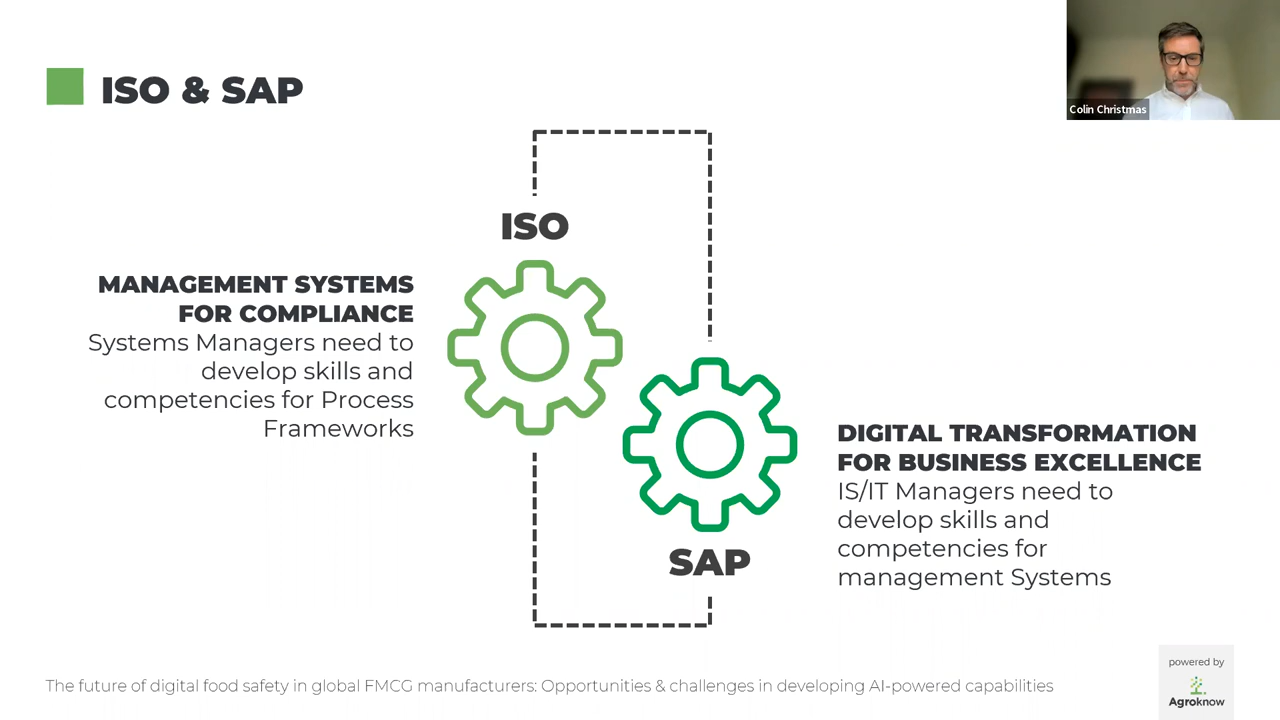 ISO & SAP
Colin Christmas
ISO
MANAGEMENT SYSTEMS
FOR COMPLIANCE
Systems Managers need to
develop skills and
competencies for Process
Frameworks
DIGITAL TRANSFORMATION
FOR BUSINESS EXCELLENCE
IS/IT Managers need to
develop skills and
competencies for
management Systems
SAP
The future of digital food safety in global FMCG manufacturers: Opportunities & challenges in developing AI-powered capabilities
powered by
Agroknow